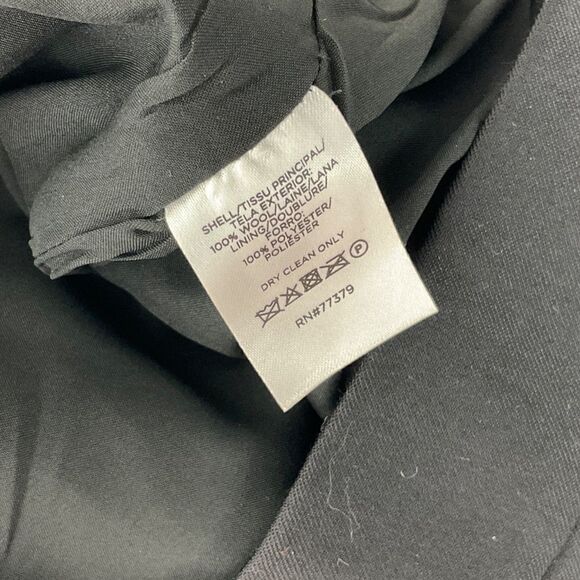 SHELL/TISSU PRINCIPAL/
TELA EXTERIOR:
100% WOOL/LAINE/LANA
LINING/DOUBLURE/
FORRO:
100% POLYESTER/
POLIÉSTER
DRY CLEAN ONLY
P
RN#77379